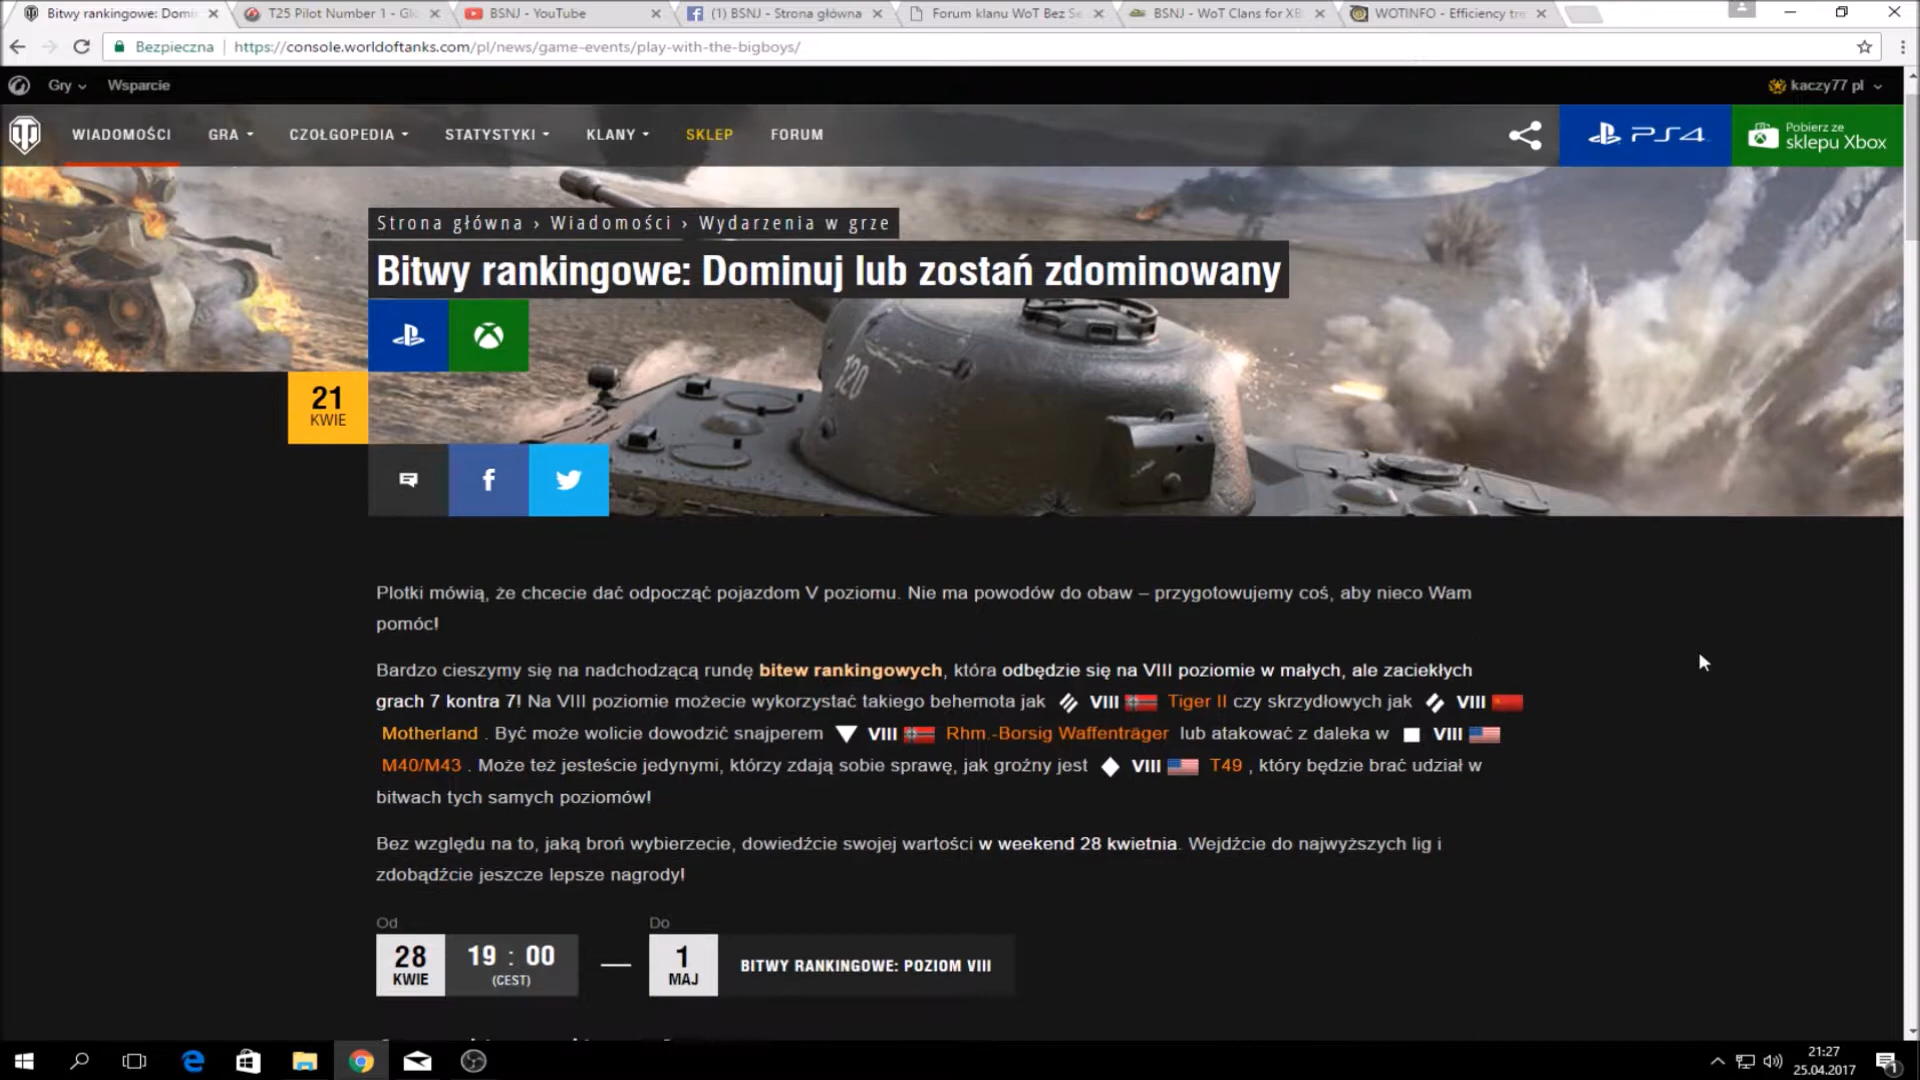 Bitwy rankingowe: Domi
T25 Pilot Number 1 - Gl
BSNJ - YouTube
(1) BSNJ - Strona główna
Forum klanu WoT Bez Se
BSNJ - WoT Clans for XB
WOTINFO - Efficiency tre
Bezpieczna
https://console.worldoftanks.com/pl/news/game-events/play-with-the-bigboys/
Gry
Wsparcie
kaczy77 pl
WIADOMOŚCI
GRA
CZOŁGOPEDIA
STATYSTYKI
KLANY
SKLEP
FORUM
PS4
Pobierz ze
sklepu Xbox
Strona główna › Wiadomości › Wydarzenia w grze
Bitwy rankingowe: Dominuj lub zostań zdominowany
120
21
KWIE
Plotki mówią, że chcecie dać odpocząć pojazdom V poziomu. Nie ma powodów do obaw – przygotowujemy coś, aby nieco Wam
pomóc!
Bardzo cieszymy się na nadchodzącą rundę bitew rankingowych, która odbędzie się na VIII poziomie w małych, ale zaciekłych
grach 7 kontra 7! Na VIII poziomie możecie wykorzystać takiego behemota jak VIII Tiger II czy skrzydłowych jak VIII
Motherland . Być może wolicie dowodzić snajperem VIII Rhm.-Borsig Waffenträger lub atakować z daleka w VIII
M40/M43 . Może też jesteście jedynymi, którzy zdają sobie sprawę, jak groźny jest VIII T49 , który będzie brać udział w
bitwach tych samych poziomów!
Bez względu na to, jaką broń wybierzecie, dowiedźcie swojej wartości w weekend 28 kwietnia. Wejdźcie do najwyższych lig i
zdobądźcie jeszcze lepsze nagrody!
Od
Do
28
KWIE
19 : 00
(CEST)
—
1
MAJ
BITWY RANKINGOWE: POZIOM VIII
21:27
25.04.2017
1